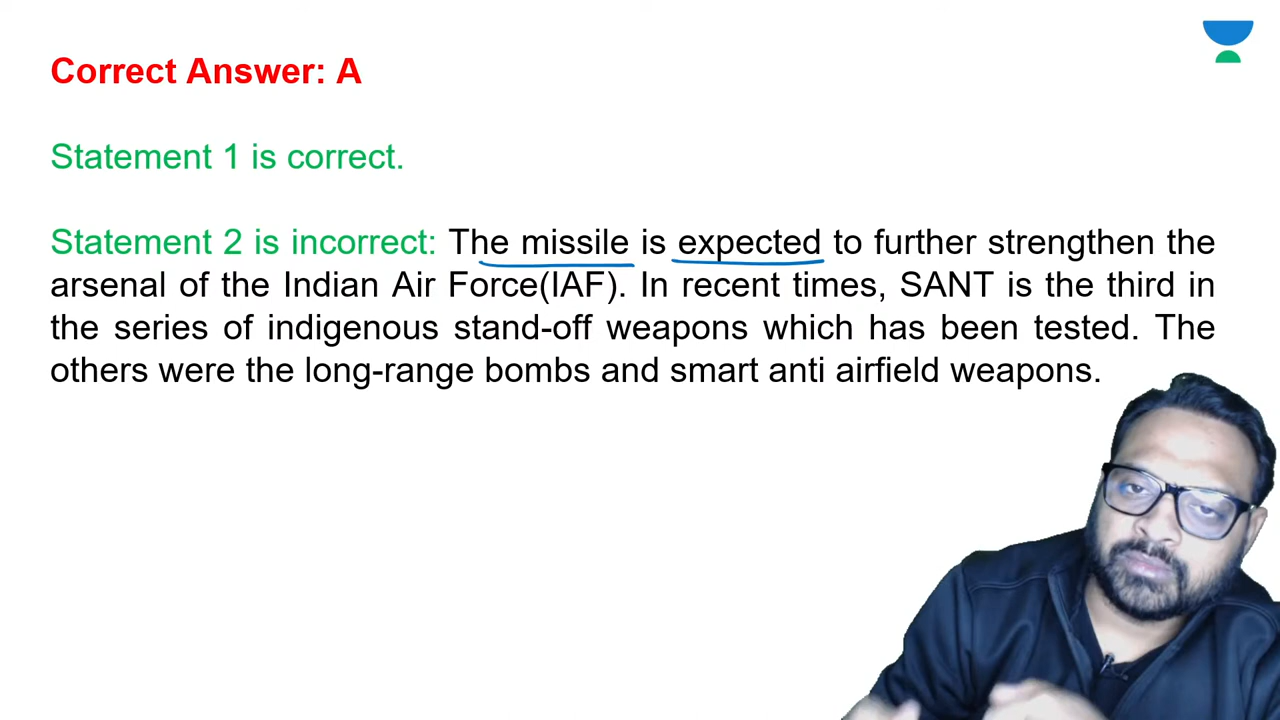 Correct Answer: A
Statement 1 is correct.
Statement 2 is incorrect: The missile is expected to further strengthen the
arsenal of the Indian Air Force(IAF). In recent times, SANT is the third in
the series of indigenous stand-off weapons which has been tested. The
others were the long-range bombs and smart anti airfield weapons.